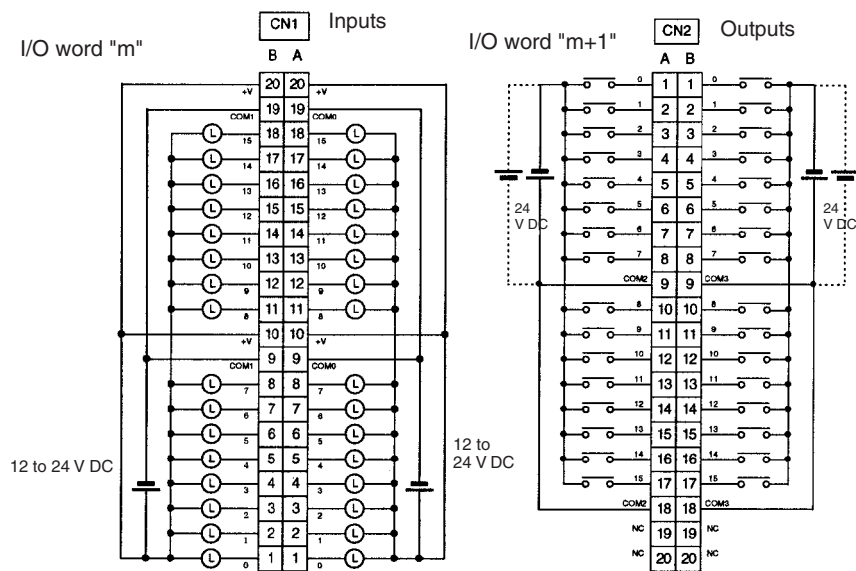 I/O word "m"
CN1 Inputs
B A
+V 20 20 +V
COM1 19 19 COM0
L 15 18 18 15 L
L 14 17 17 14 L
L 13 16 16 13 L
L 12 15 15 12 L
L 11 14 14 11 L
L 10 13 13 10 L
L 9 12 12 9 L
L 8 11 11 8 L
+V 10 10 +V
COM1 9 9 COM0
L 7 8 8 7 L
L 6 7 7 6 L
L 5 6 6 5 L
L 4 5 5 4 L
L 3 4 4 3 L
L 2 3 3 2 L
L 1 2 2 1 L
L 0 1 1 0 L
12 to 24 V DC
12 to
24 V DC
I/O word "m+1"
CN2 Outputs
A B
0 1 1 0
1 2 2 1
2 3 3 2
3 4 4 3
4 5 5 4
5 6 6 5
6 7 7 6
7 8 8 7
COM2 9 9 COM3
8 10 10 8
9 11 11 9
10 12 12 10
11 13 13 11
12 14 14 12
13 15 15 13
14 16 16 14
15 17 17 15
COM2 18 18 COM3
NC 19 19 NC
NC 20 20 NC
24
V DC
24
V DC